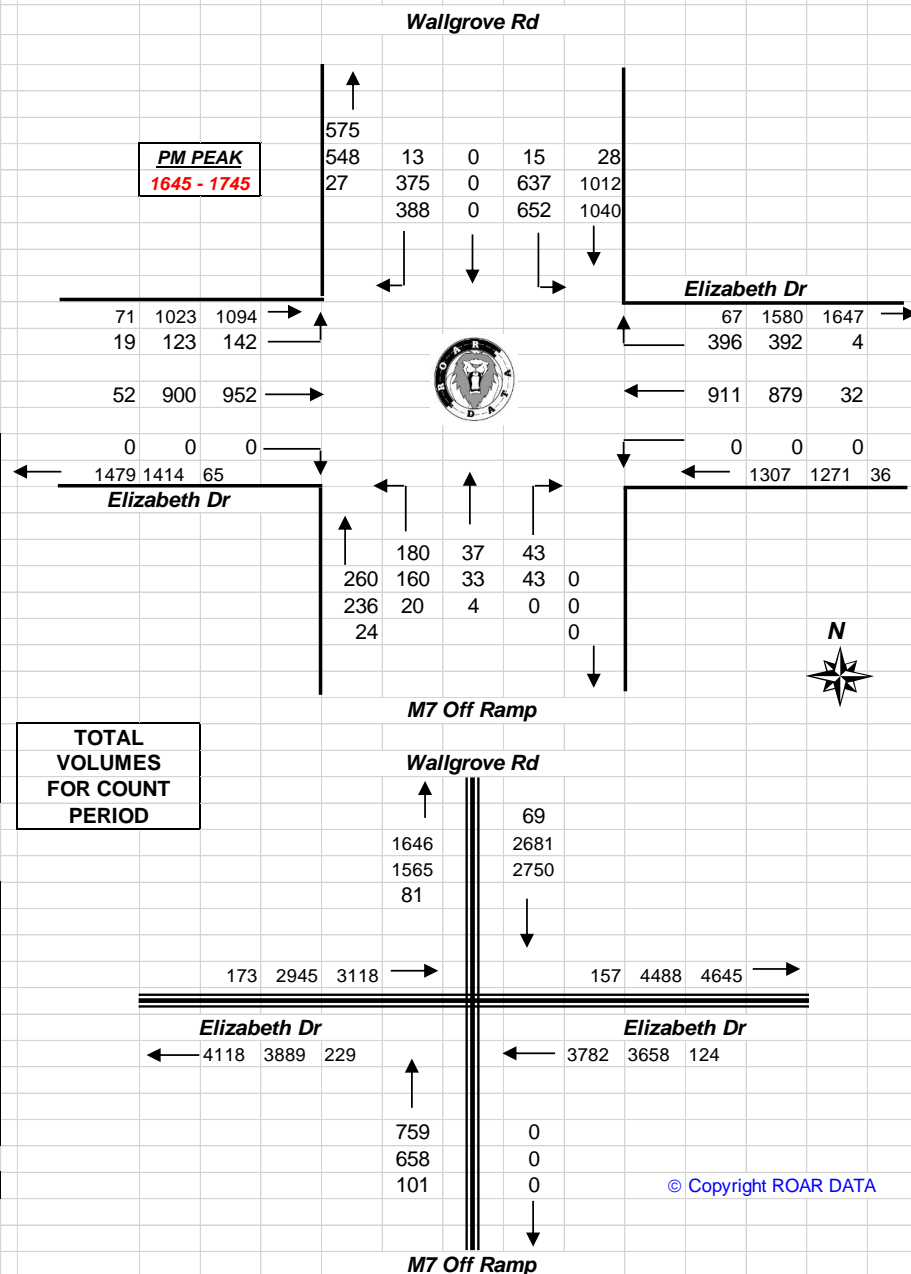 Wallgrove Rd
575
PM PEAK 548 13 0 15 28
1645 - 1745 27 375 0 637 1012
388 0 652 1040
Elizabeth Dr
71 1023 1094 67 1580 1647
19 123 142 396 392 4
ROAR DATA
52 900 952 911 879 32
0 0 0 0 0 0
1479 1414 65 1307 1271 36
Elizabeth Dr
180 37 43
260 160 33 43 0
236 20 4 0 0
24 0
N
M7 Off Ramp
TOTAL
VOLUMES
FOR COUNT
PERIOD
Wallgrove Rd
69
1646 2681
1565 2750
81
173 2945 3118 157 4488 4645
Elizabeth Dr Elizabeth Dr
4118 3889 229 3782 3658 124
759 0
658 0
101 0
© Copyright ROAR DATA
M7 Off Ramp